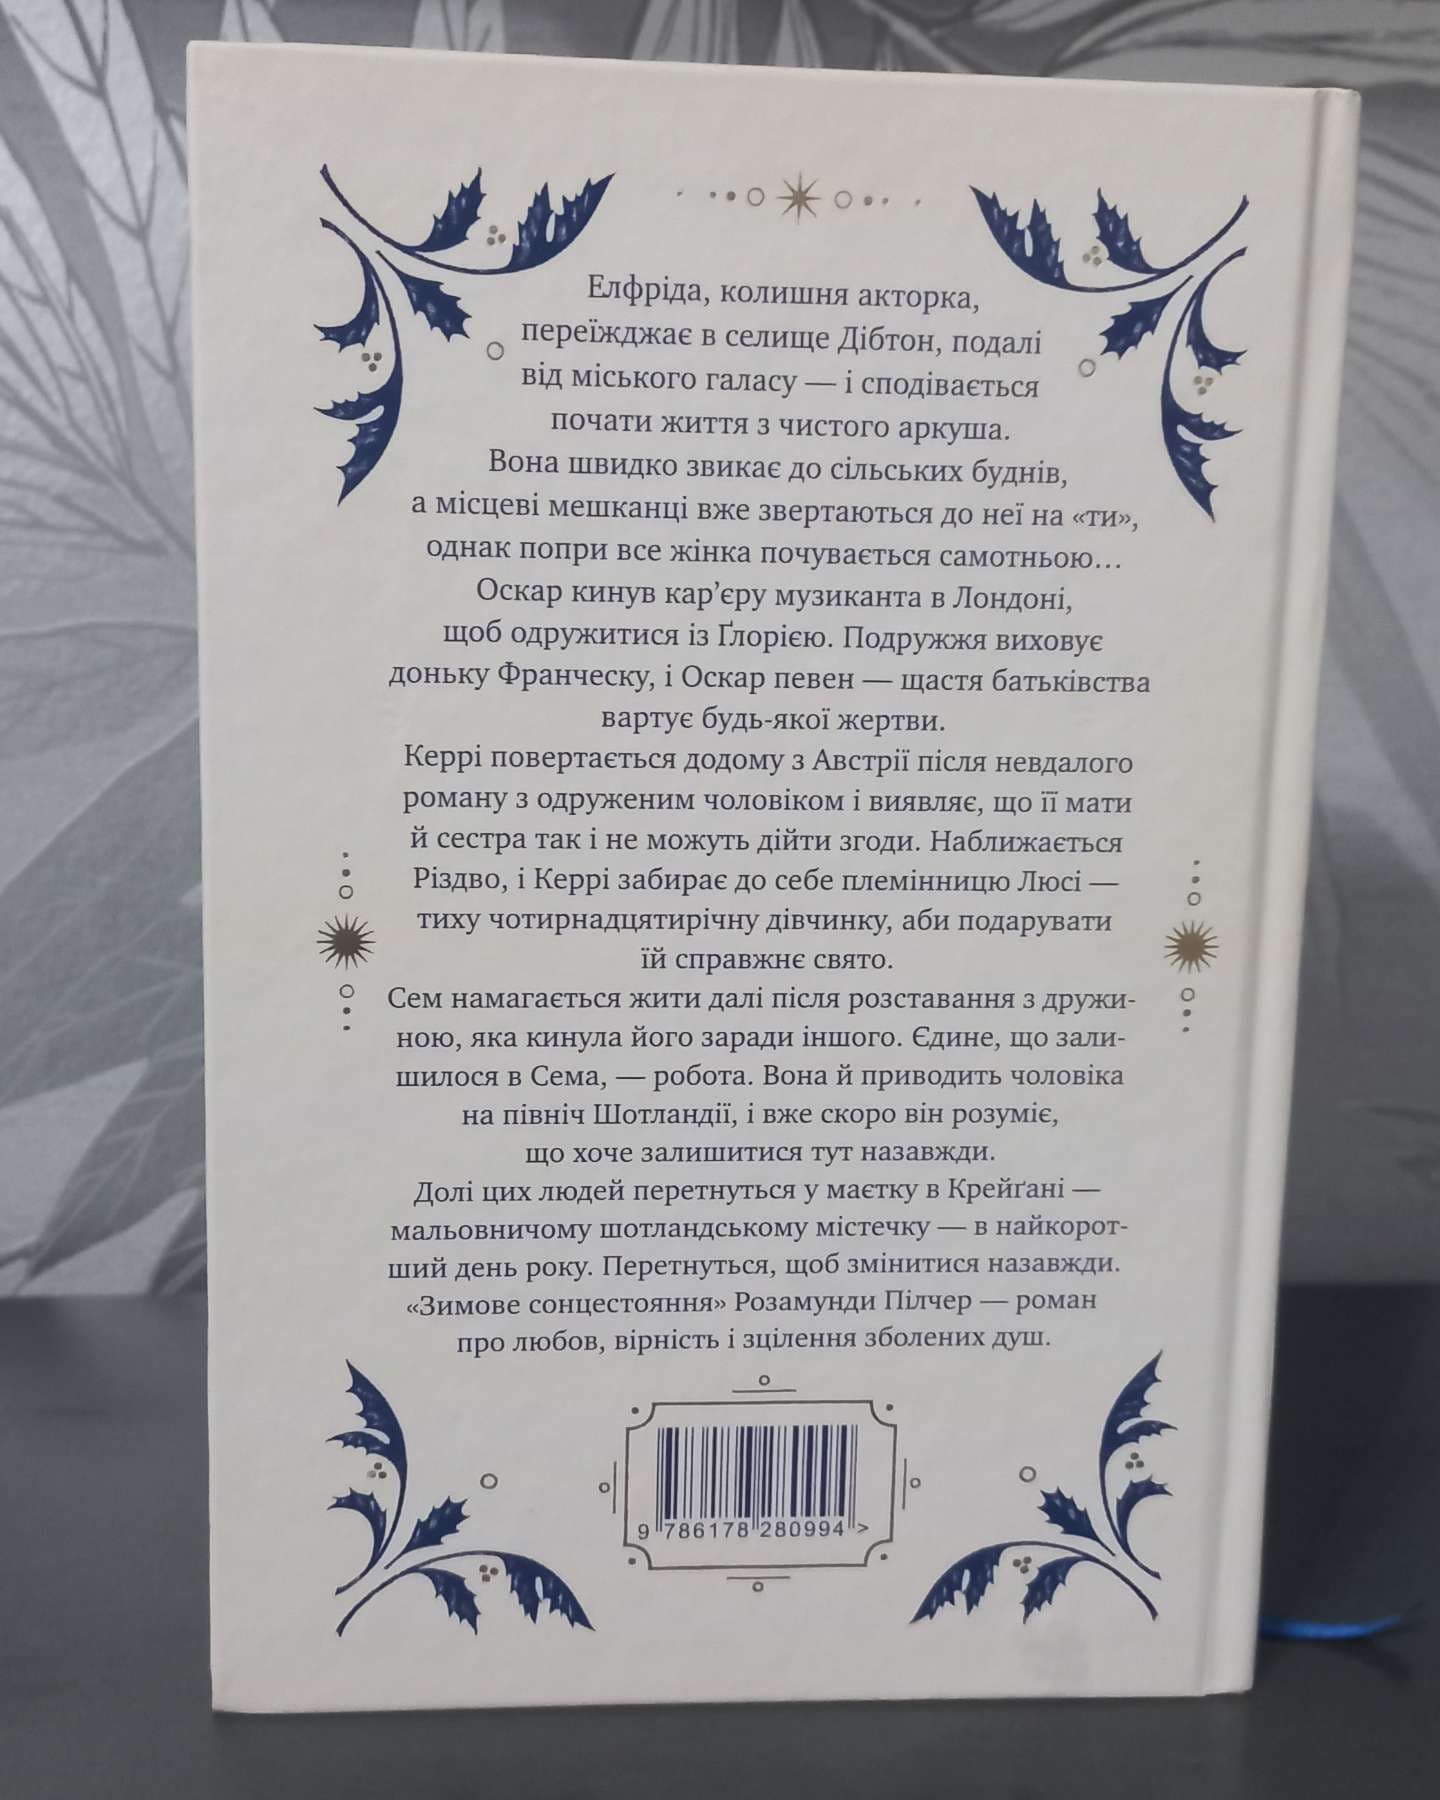 Елфріда, колишня акторка,
переїжджає в селище Дібтон, подалі
від міського галасу — і сподівається
почати життя з чистого аркуша.
Вона швидко звикає до сільських буднів,
а місцеві мешканці вже звертаються до неї на «ти»,
однак попри все жінка почувається самотньою...
Оскар кинув кар’єру музиканта в Лондоні,
щоб одружитися із Ґлорією. Подружжя виховує
доньку Франческу, і Оскар певен — щастя батьківства
вартує будь-якої жертви.
Керрі повертається додому з Австрії після невдалого
роману з одруженим чоловіком і виявляє, що її мати
й сестра так і не можуть дійти згоди. Наближається
Різдво, і Керрі забирає до себе племінницю Люсі —
тиху чотирнадцятирічну дівчинку, аби подарувати
їй справжнє свято.
Сем намагається жити далі після розставання з дружи-
ною, яка кинула його заради іншого. Єдине, що зали-
шилося в Сема, — робота. Вона й приводить чоловіка
на північ Шотландії, і вже скоро він розуміє,
що хоче залишитися тут назавжди.
Долі цих людей перетнуться у маєтку в Крейґані —
мальовничому шотландському містечку — в найкорот-
ший день року. Перетнуться, щоб змінитися назавжди.
«Зимове сонцестояння» Розамунди Пілчер — роман
про любов, вірність і зцілення зболених душ.
9 786178 280994 >